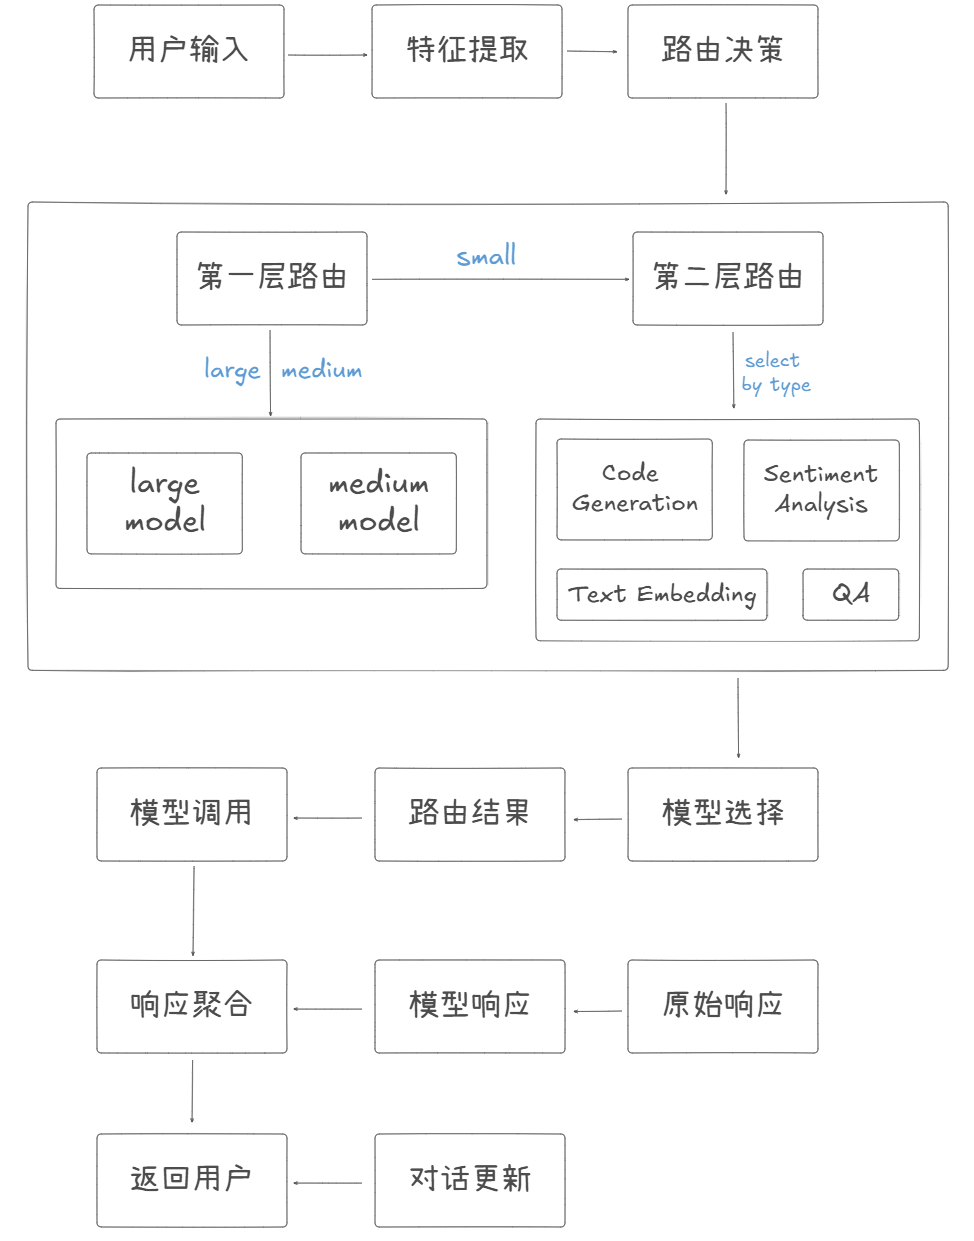 用户输入
特征提取
路由决策
第一层路由
small
第二层路由
large
medium
select
by type
large
model
medium
model
Code
Generation
Sentiment
Analysis
Text Embedding
QA
模型调用
路由结果
模型选择
响应聚合
模型响应
原始响应
返回用户
对话更新